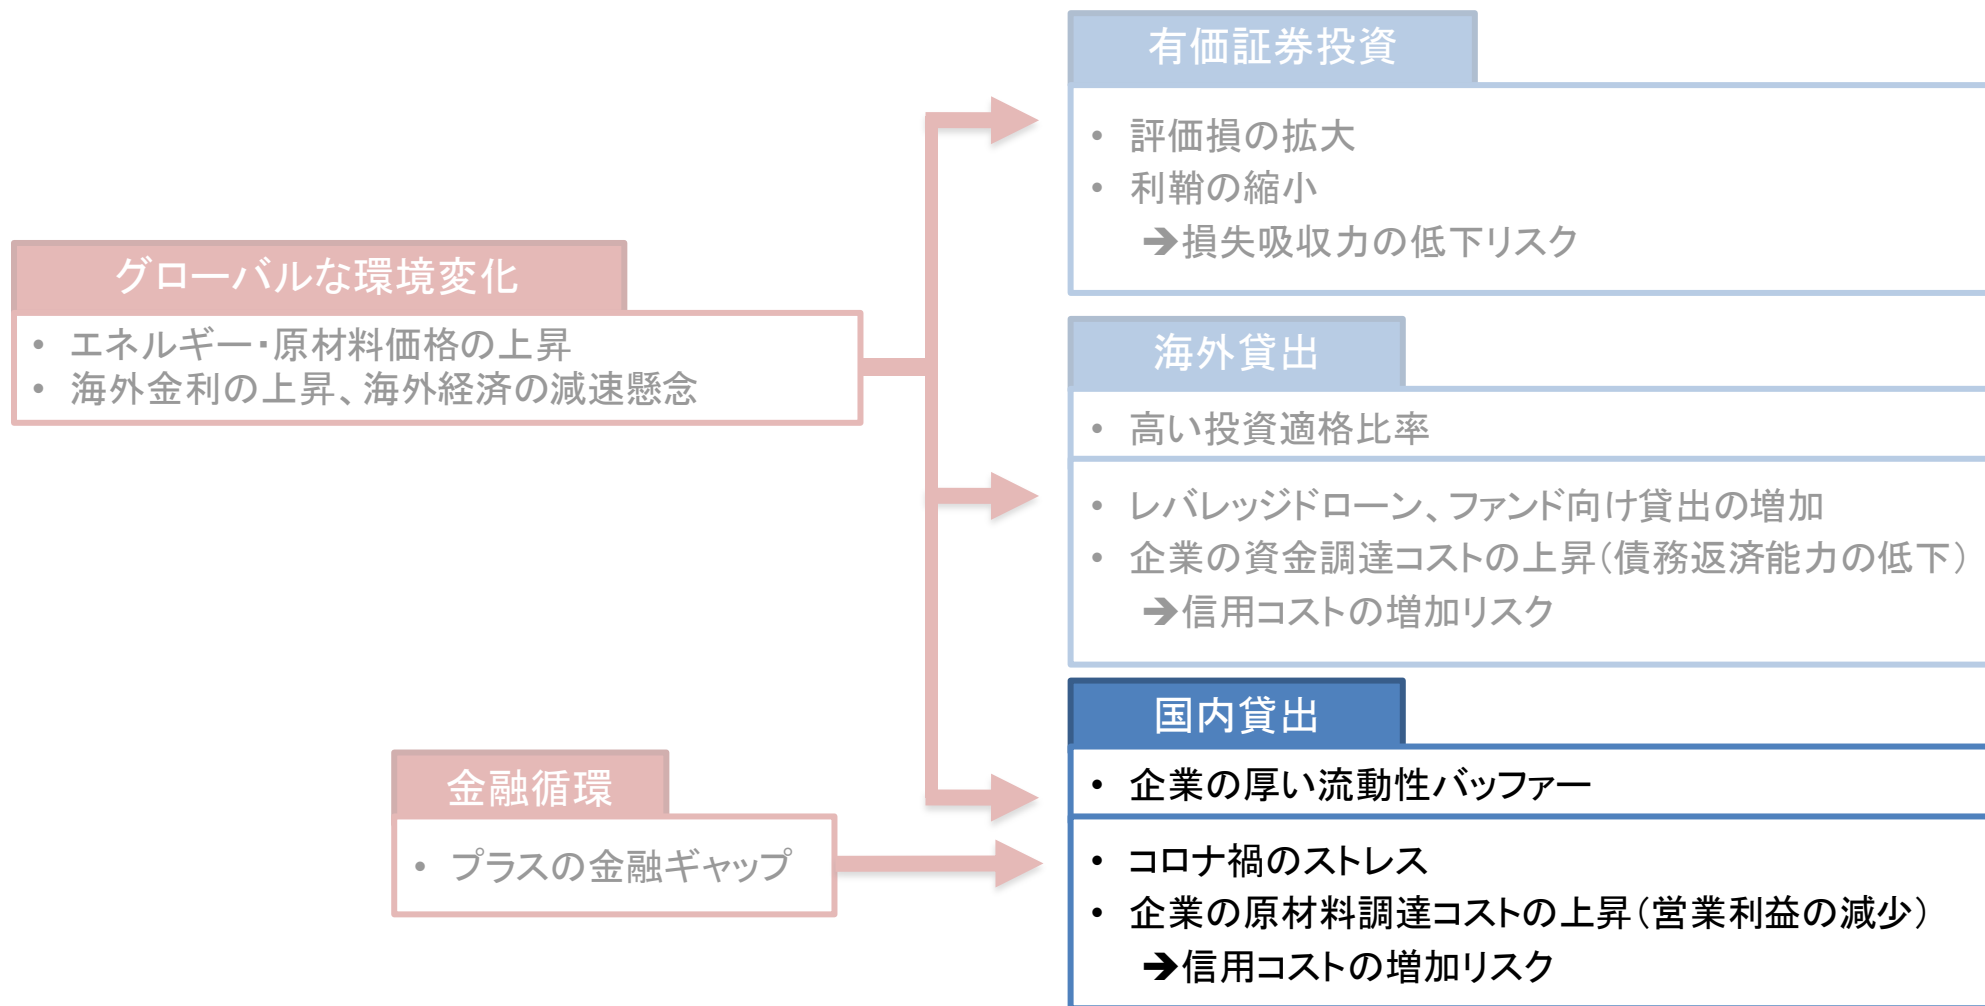 有価証券投資
• 評価損の拡大
• 利鞘の縮小
➔損失吸収力の低下リスク
グローバルな環境変化
• エネルギー・原材料価格の上昇
• 海外金利の上昇、海外経済の減速懸念
海外貸出
• 高い投資適格比率
• レバレッジドローン、ファンド向け貸出の増加
• 企業の資金調達コストの上昇（債務返済能力の低下）
➔信用コストの増加リスク
国内貸出
• 企業の厚い流動性バッファー
金融循環
• プラスの金融ギャップ
• コロナ禍のストレス
• 企業の原材料調達コストの上昇（営業利益の減少）
➔信用コストの増加リスク